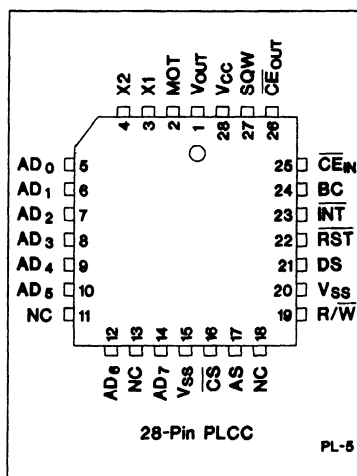 X2 X1 MOT VOUT VCC SQW CEOUT
4 3 2 1 28 27 26
AD0 5 25 CEIN
AD1 6 24 BC
AD2 7 23 INT
AD3 8 22 RST
AD4 9 21 DS
AD5 10 20 VSS
NC 11 19 R/W
12 13 14 15 16 17 18
AD6 NC AD7 VSS CS AS NC
28-Pin PLCC
PL-5